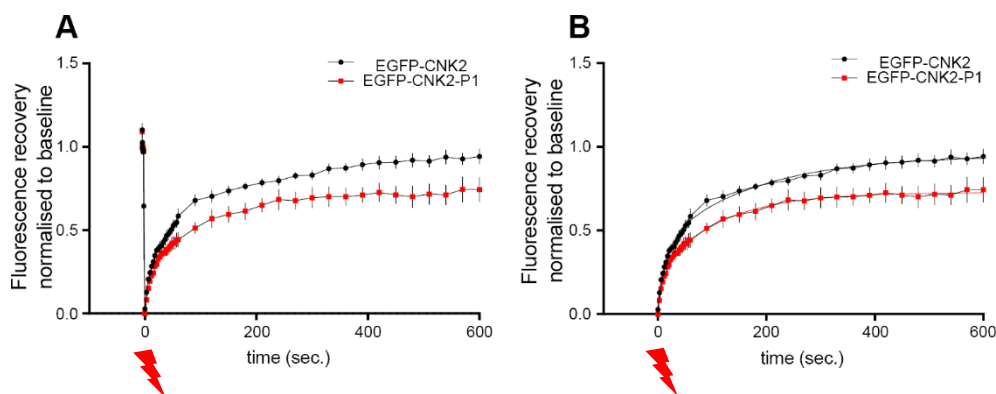 A
EGFP-CNK2
EGFP-CNK2-P1
Fluorescence recovery
normalised to baseline
1.5
1.0
0.5
0.0
0
200
400
600
time (sec.)
B
EGFP-CNK2
EGFP-CNK2-P1
Fluorescence recovery
normalised to baseline
1.5
1.0
0.5
0.0
0
200
400
600
time (sec.)